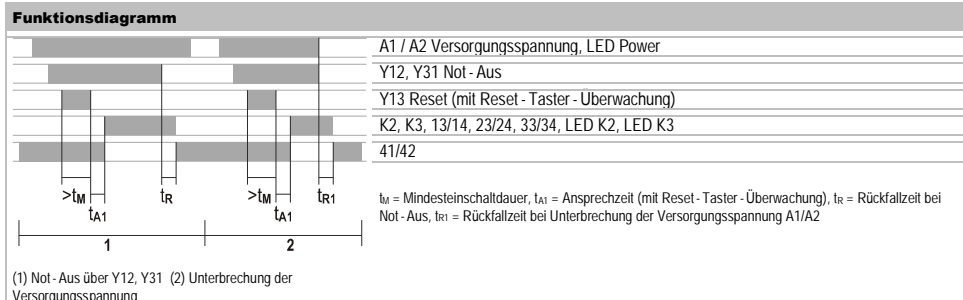 Funktionsdiagramm
A1 / A2 Versorgungsspannung, LED Power
Y12, Y31 Not - Aus
Y13 Reset (mit Reset - Taster - Überwachung)
K2, K3, 13/14, 23/24, 33/34, LED K2, LED K3
41/42
>tM tR >tM tR1
tA1 tA1
tM = Mindesteinschaltdauer, tA1 = Ansprechzeit (mit Reset - Taster - Überwachung), tR = Rückfallzeit bei
Not - Aus, tR1 = Rückfallzeit bei Unterbrechung der Versorgungsspannung A1/A2
1 2
(1) Not - Aus über Y12, Y31 (2) Unterbrechung der
Versorgungsspannung